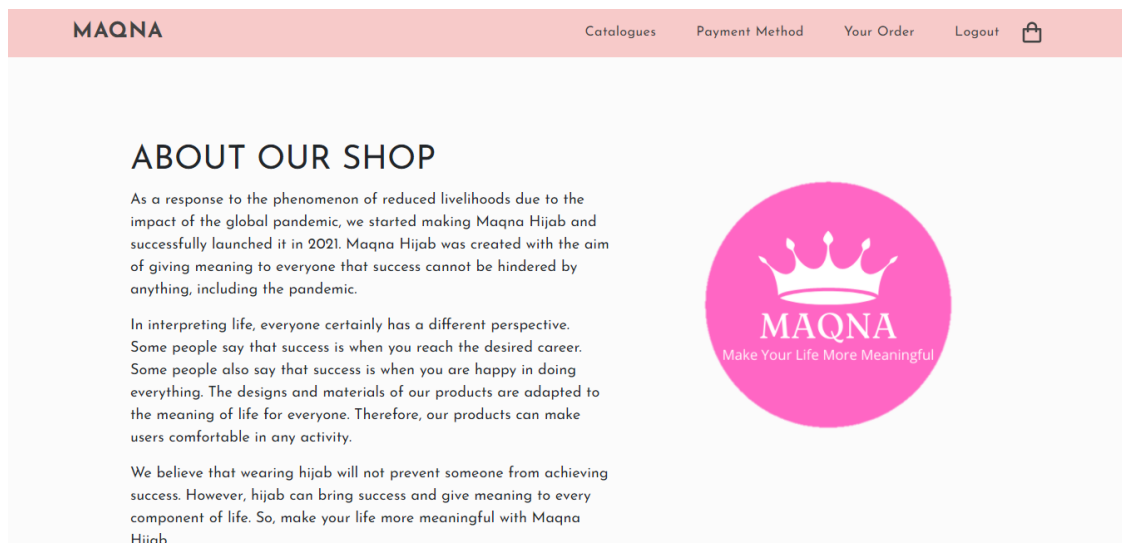 MAQNA
Catalogues
Payment Method
Your Order
Logout
ABOUT OUR SHOP
As a response to the phenomenon of reduced livelihoods due to the
impact of the global pandemic, we started making Maqna Hijab and
successfully launched it in 2021. Maqna Hijab was created with the aim
of giving meaning to everyone that success cannot be hindered by
anything, including the pandemic.
In interpreting life, everyone certainly has a different perspective.
Some people say that success is when you reach the desired career.
Some people also say that success is when you are happy in doing
everything. The designs and materials of our products are adapted to
the meaning of life for everyone. Therefore, our products can make
users comfortable in any activity.
We believe that wearing hijab will not prevent someone from achieving
success. However, hijab can bring success and give meaning to every
component of life. So, make your life more meaningful with Maqna
Hijab
MAQNA
Make Your Life More Meaningful